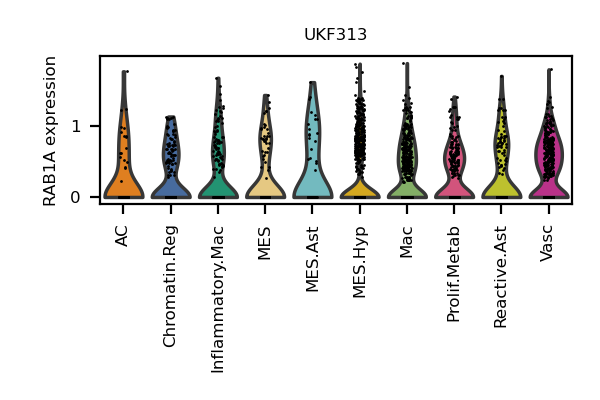 UKF313
RAB1A expression
1
0
AC
Chromatin.Reg
Inflammatory.Mac
MES
MES.Ast
MES.Hyp
Mac
Prolif.Metab
Reactive.Ast
Vasc